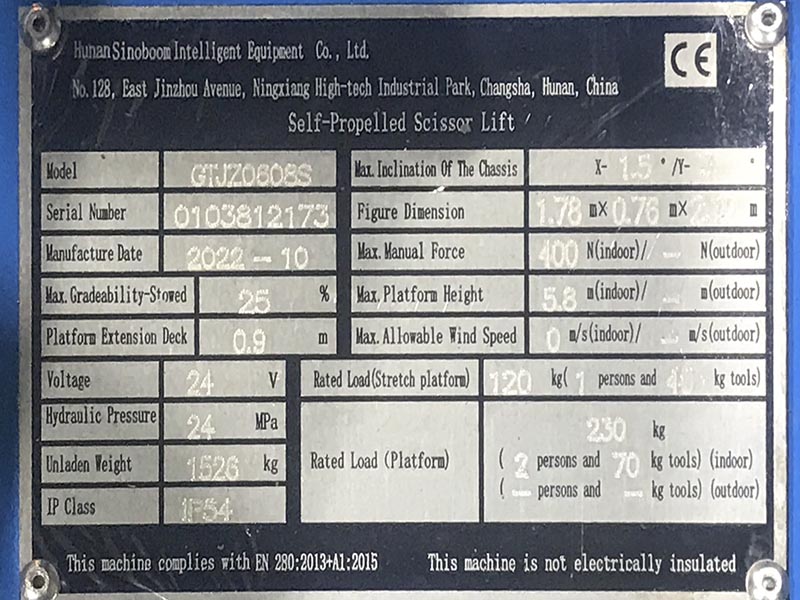 Hunan Sinoboom Intelligent Equipment Co., Ltd.
CE
No.128, East Jinzhou Avenue, Ningxiang High-tech Industrial Park, Changsha, Hunan, China
Self-Propelled Scissor Lift
Model GTJZ0608S
Max. Inclination Of The Chassis X- 1.5 ° /Y- °
Serial Number 0103812173
Figure Dimension 1.78 m× 0.76 m× m
Manufacture Date 2022-10
Max. Manual Force 400 N(indoor)/ — N(outdoor)
Max. Gradeability-Stowed 25 %
Max. Platform Height 5.8 m(indoor)/ — m(outdoor)
Platform Extension Deck 0.9 m
Max. Allowable Wind Speed 0 m/s(indoor)/ — m/s(outdoor)
Voltage 24 V
Rated Load(Stretch platform) 120 kg( 1 persons and kg tools)
Hydraulic Pressure 24 MPa
Unladen Weight 1526 kg
IP Class IP54
Rated Load (Platform) 230 kg
( 2 persons and 70 kg tools) (indoor)
( — persons and — kg tools) (outdoor)
This machine complies with EN 280:2013+A1:2015
This machine is not electrically insulated